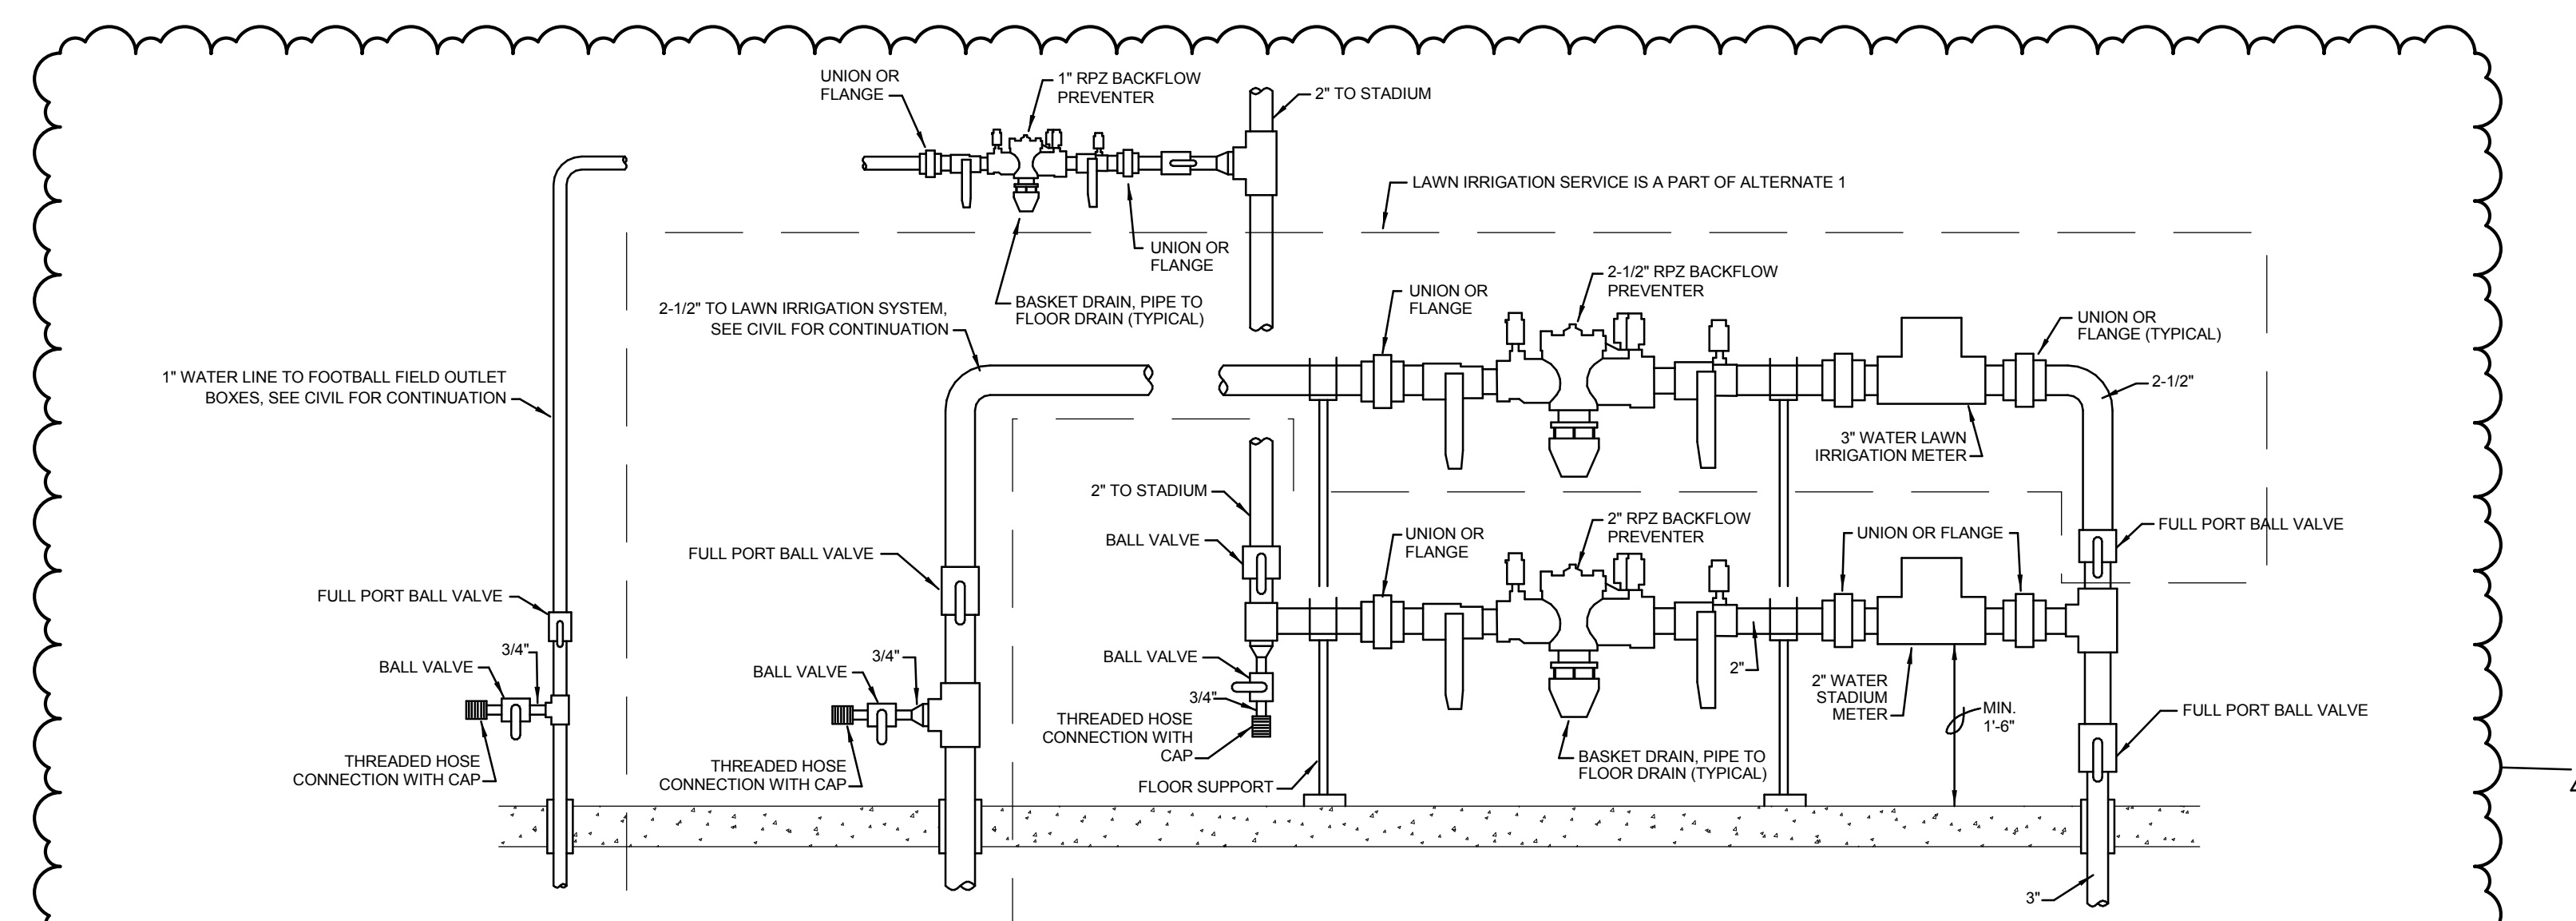 UNION OR
FLANGE
1" RPZ BACKFLOW
PREVENTER
2" TO STADIUM
LAWN IRRIGATION SERVICE IS A PART OF ALTERNATE 1
UNION OR
FLANGE
BASKET DRAIN, PIPE TO
FLOOR DRAIN (TYPICAL)
2-1/2" TO LAWN IRRIGATION SYSTEM,
SEE CIVIL FOR CONTINUATION
UNION OR
FLANGE
2-1/2" RPZ BACKFLOW
PREVENTER
UNION OR
FLANGE (TYPICAL)
1" WATER LINE TO FOOTBALL FIELD OUTLET
BOXES, SEE CIVIL FOR CONTINUATION
2-1/2"
3" WATER LAWN
IRRIGATION METER
2" TO STADIUM
BALL VALVE
UNION OR
FLANGE
2" RPZ BACKFLOW
PREVENTER
UNION OR FLANGE
FULL PORT BALL VALVE
FULL PORT BALL VALVE
FULL PORT BALL VALVE
3/4"
BALL VALVE
3/4"
BALL VALVE
BALL VALVE
3/4"
2"
2" WATER
STADIUM
METER
MIN.
1'-6"
FULL PORT BALL VALVE
THREADED HOSE
CONNECTION WITH
CAP
THREADED HOSE
CONNECTION WITH CAP
THREADED HOSE
CONNECTION WITH CAP
BASKET DRAIN, PIPE TO
FLOOR DRAIN (TYPICAL)
FLOOR SUPPORT
3"